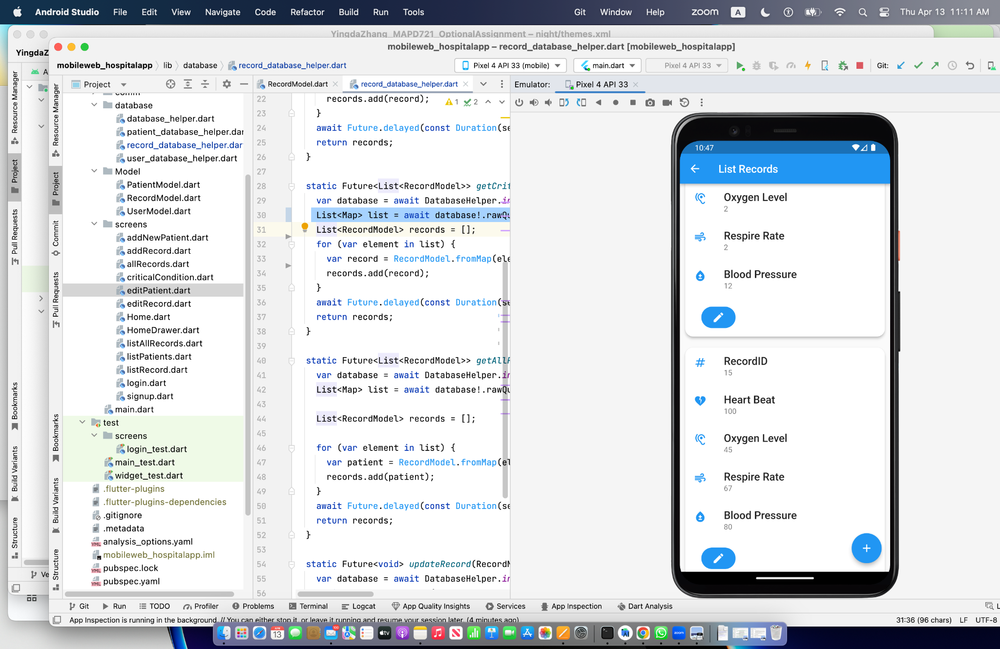 Android Studio File Edit View Navigate Code Refactor Build Run Tools Git Window Help zoom A Thu Apr 13 11:11 AM
YingdaZhang_MAPD721_OptionalAssignment – night/themes.xml
YingdaZ
mobileweb_hospitalapp – record_database_helper.dart [mobileweb_hospitalapp]
mobileweb_hospitalapp lib database record_database_helper.dart Pixel 4 API 33 (mobile) main.dart Pixel 4 API 33 Git:
Project RecordModel.dart record_database_helper.dart Emulator: Pixel 4 API 33
Resource Manager
Project
Pull Requests
Bookmarks
Build Variants
Structure
Resource Manager
Project
Commit
Pull Requests
Bookmarks
Build Variants
Structure
database
database_helper.dart
patient_database_helper.dar
record_database_helper.dar
user_database_helper.dart
Model
PatientModel.dart
RecordModel.dart
UserModel.dart
screens
addNewPatient.dart
addRecord.dart
allRecords.dart
criticalCondition.dart
editPatient.dart
editRecord.dart
Home.dart
HomeDrawer.dart
listAllRecords.dart
listPatients.dart
listRecord.dart
login.dart
signup.dart
main.dart
test
screens
login_test.dart
main_test.dart
widget_test.dart
.flutter-plugins
.flutter-plugins-dependencies
.gitignore
.metadata
analysis_options.yaml
mobileweb_hospitalapp.iml
pubspec.lock
pubspec.yaml
22 records.add(record); 1 2
23 }
24 await Future.delayed(const Duration(se
25 return records;
26 }
27
28 static Future<List<RecordModel>> getCrit
29 var database = await DatabaseHelper.in
30 List<Map> list = await database!.rawQu
31 List<RecordModel> records = [];
32 for (var element in list) {
33 var record = RecordModel.fromMap(ele
34 records.add(record);
35 }
36 await Future.delayed(const Duration(se
37 return records;
38 }
39
40 static Future<List<RecordModel>> getAllR
41 var database = await DatabaseHelper.in
42 List<Map> list = await database!.rawQu
43
44 List<RecordModel> records = [];
45
46 for (var element in list) {
47 var patient = RecordModel.fromMap(el
48 records.add(patient);
49 }
50 await Future.delayed(const Duration(se
51 return records;
52 }
53
54 static Future<void> updateRecord(RecordM
55 var database = await DatabaseHelper.in
56
10:47
List Records
Oxygen Level
2
Respire Rate
2
Blood Pressure
12
# RecordID
15
Heart Beat
100
Oxygen Level
45
Respire Rate
67
Blood Pressure
80
+
Ve
Git Run TODO Profiler Problems Terminal Logcat App Quality Insights Services App Inspection Dart Analysis L
App Inspection is running in the background. // You can either stop it, or leave it running and resume your session later. (4 minutes ago) 31:36 (96 chars) LF UTF-8
APR
13
100
tv
zoom